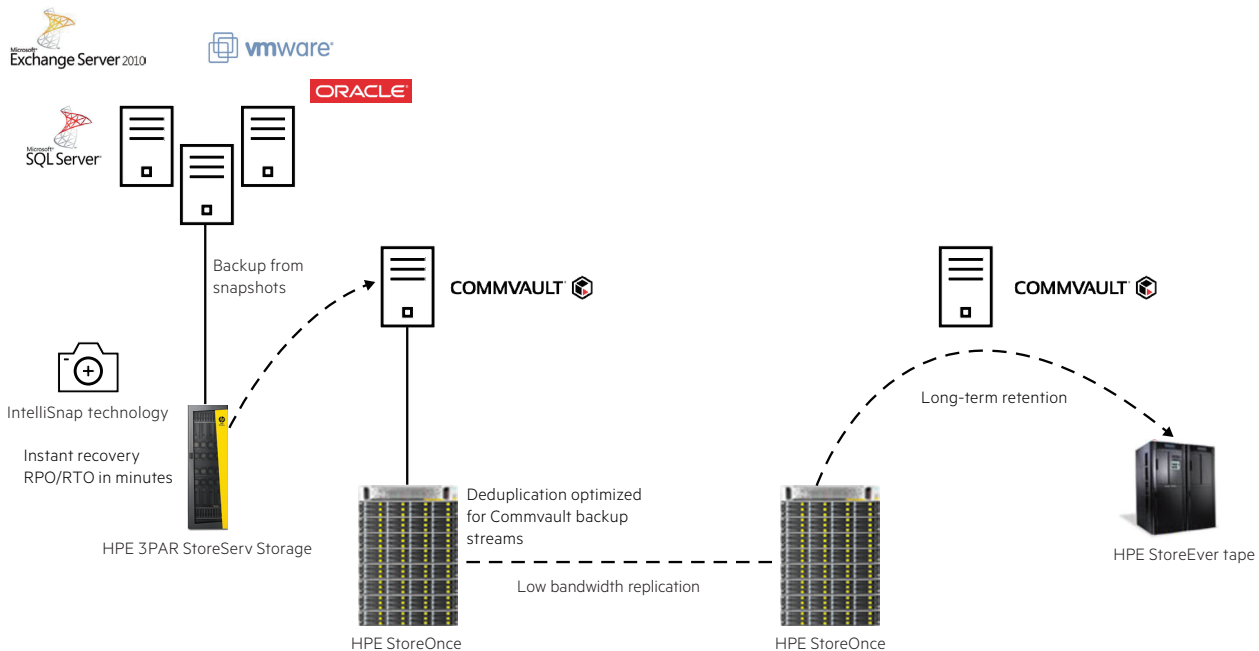 Microsoft
Exchange Server 2010
vmware
ORACLE
Microsoft
SQL Server
Backup from
snapshots
COMMVAULT
COMMVAULT
IntelliSnap technology
Instant recovery
RPO/RTO in minutes
Long-term retention
HPE 3PAR StoreServ Storage
Deduplication optimized
for Commvault backup
streams
Low bandwidth replication
HPE StoreEver tape
HPE StoreOnce
HPE StoreOnce